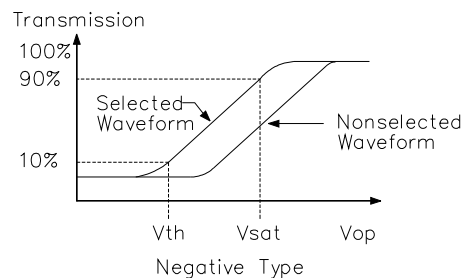 Transmission
100%
90%
Selected
Waveform
Nonselected
Waveform
10%
Vth
Vsat
Vop
Negative Type